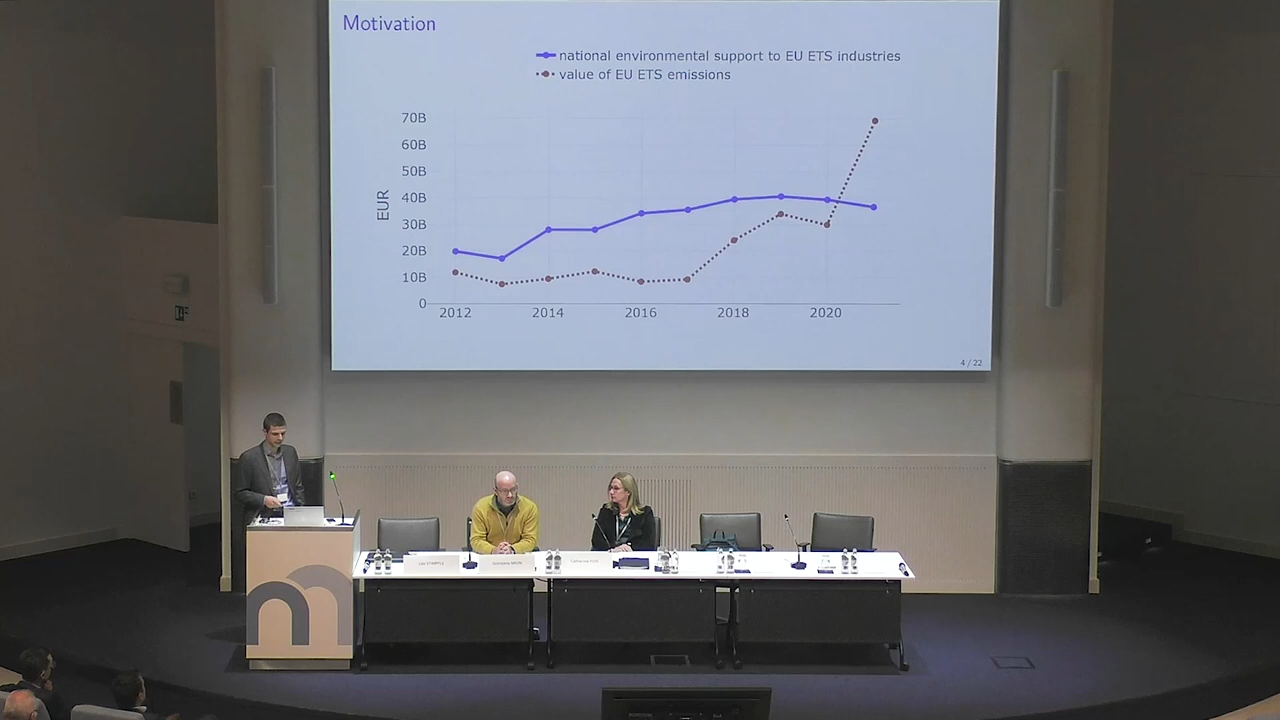 Motivation
national environmental support to EU ETS industries
value of EU ETS emissions
70B
60B
50B
40B
30B
20B
10B
0
EUR
2012
2014
2016
2018
2020
4 / 22